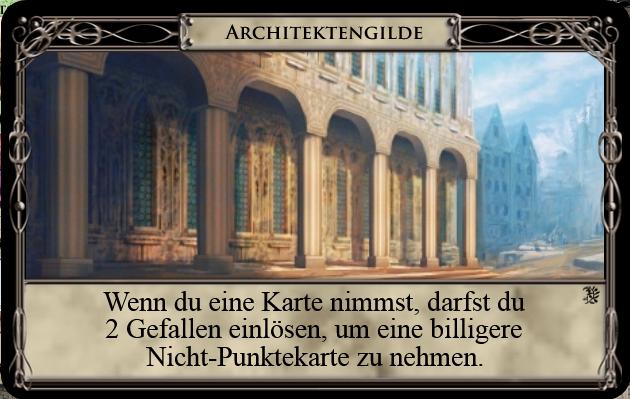 ARCHITEKTENGILDE
Wenn du eine Karte nimmst, darfst du
2 Gefallen einlösen, um eine billigere
Nicht-Punktekarte zu nehmen.